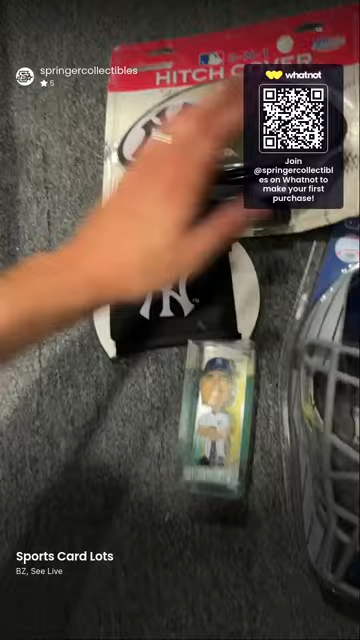 springercollectibles
★ 5
HITCH COVER
whatnot
Join
@springercollectibl
es on Whatnot to
make your first
purchase!
NY
Sports Card Lots
BZ, See Live